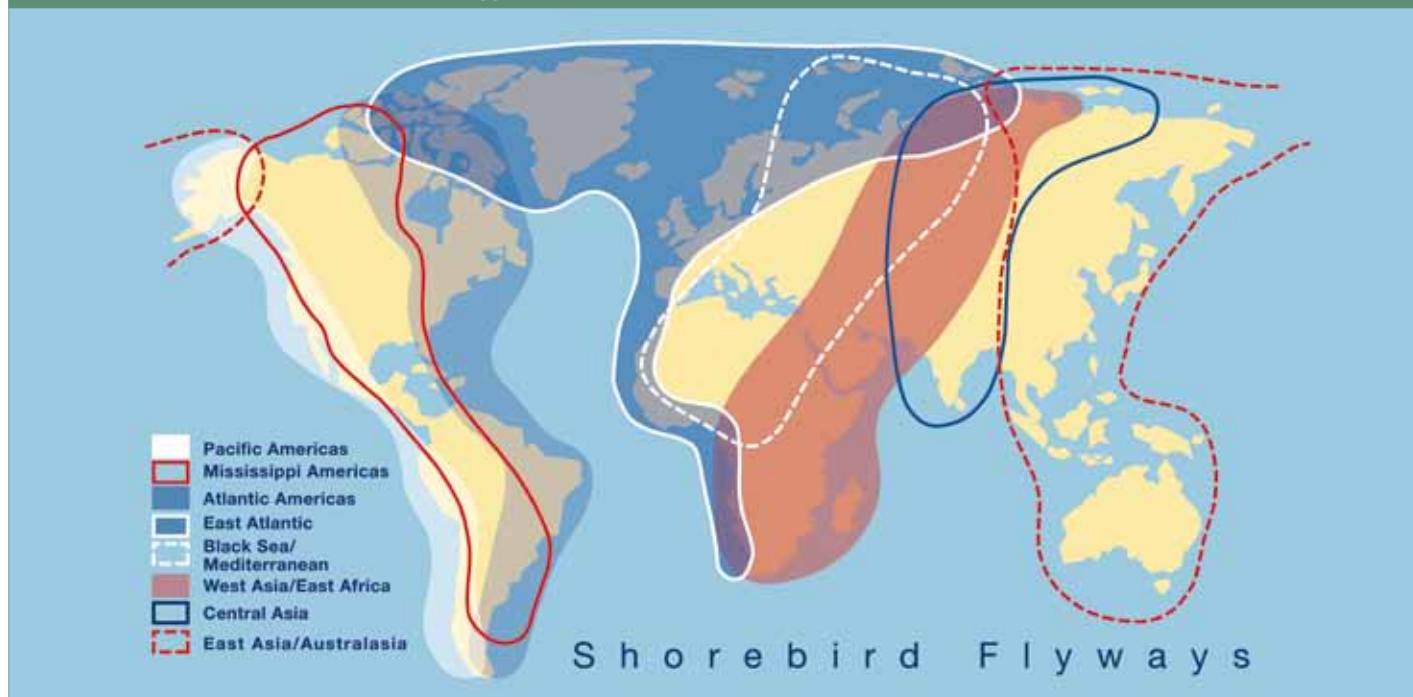 Pacific Americas
Mississippi Americas
Atlantic Americas
East Atlantic
Black Sea/
Mediterranean
West Asia/East Africa
Central Asia
East Asia/Australasia
Shorebird Flyways